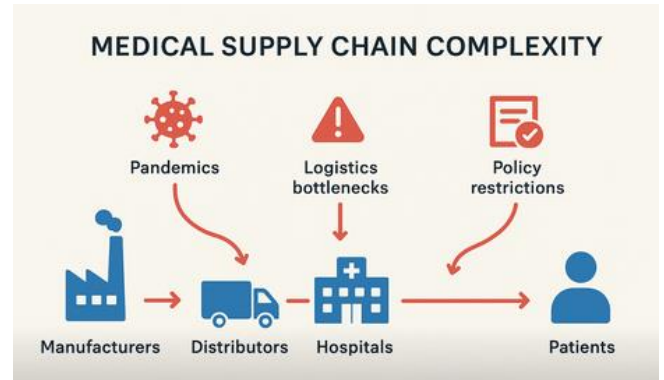 MEDICAL SUPPLY CHAIN COMPLEXITY
Pandemics
Logistics
bottlenecks
Policy
restrictions
Manufacturers
Distributors
Hospitals
Patients